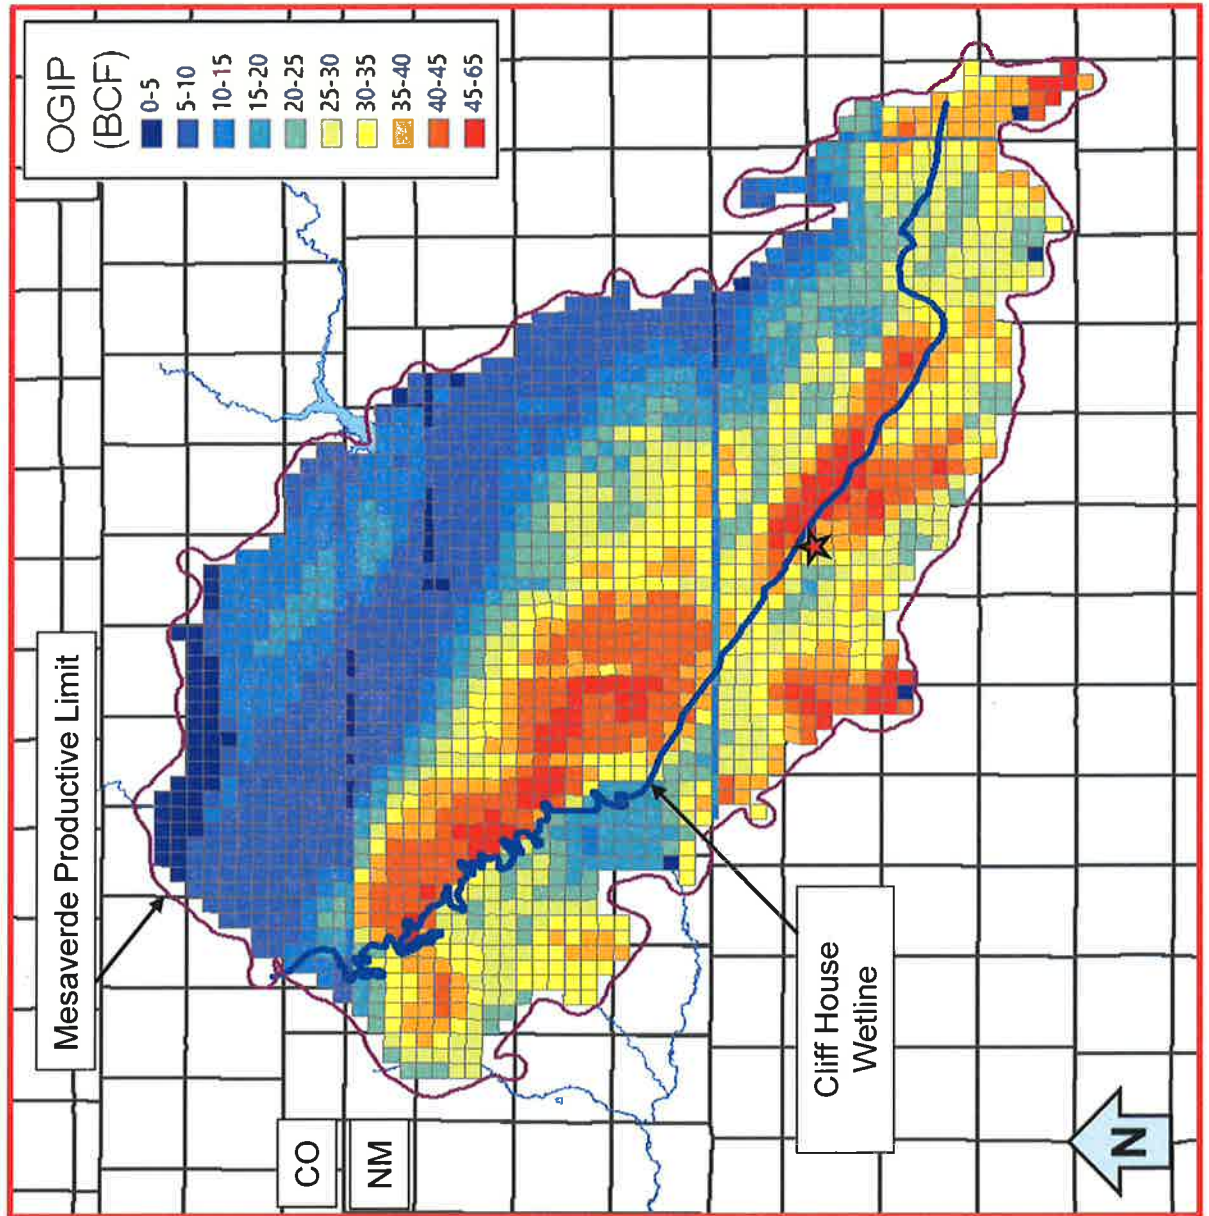 OGIP
(BCF)
0-5
5-10
10-15
15-20
20-25
25-30
30-35
35-40
40-45
45-65
Mesaverde Productive Limit
CO
NM
Cliff House
Wetline
N